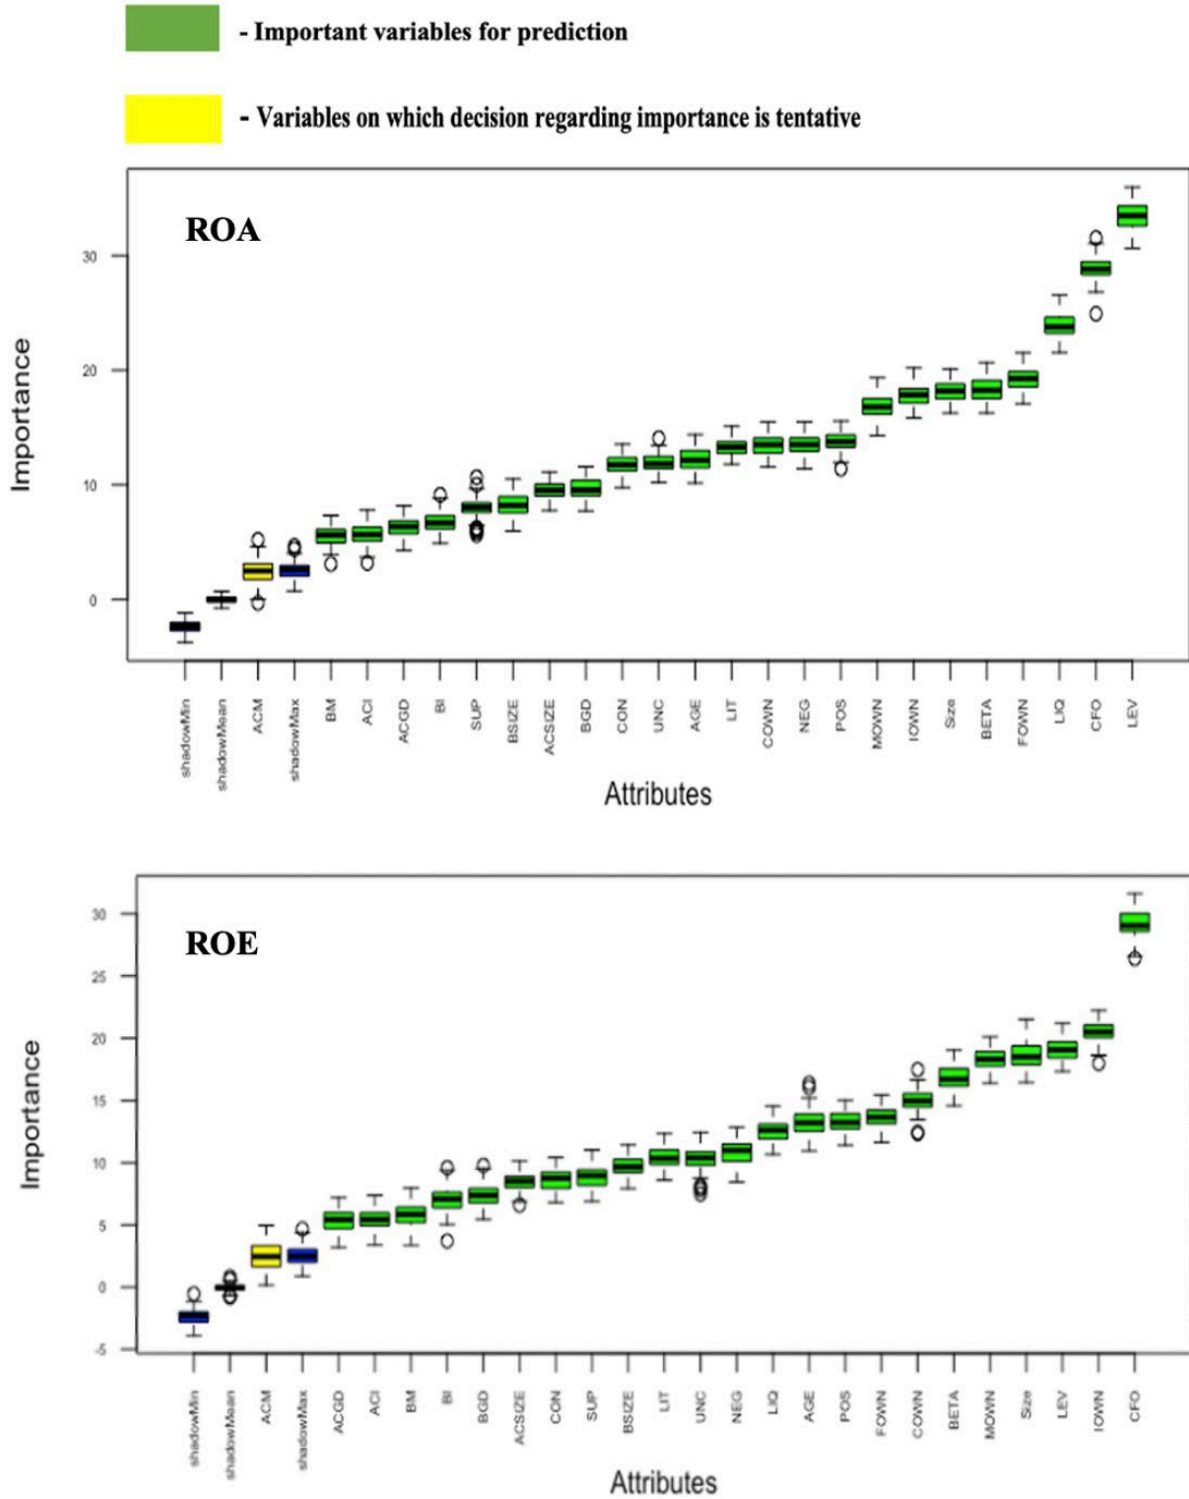 - Important variables for prediction
- Variables on which decision regarding importance is tentative
ROA
Importance
30
20
10
0
shadowMin shadowMean ACM shadowMax BM ACI ACGD BI SUP BSIZE ACSIZE BGD CON UNC AGE LIT COWN NEG POS MOWN IOWN Size BETA FOWN LIQ CFO LEV
Attributes
ROE
Importance
30
25
20
15
10
5
0
-5
shadowMin shadowMean ACM shadowMax ACGD ACI BM BI BGD ACSIZE CON SUP BSIZE LIT UNC NEG LIQ AGE POS FOWN COWN BETA MOWN Size LEV IOWN CFO
Attributes